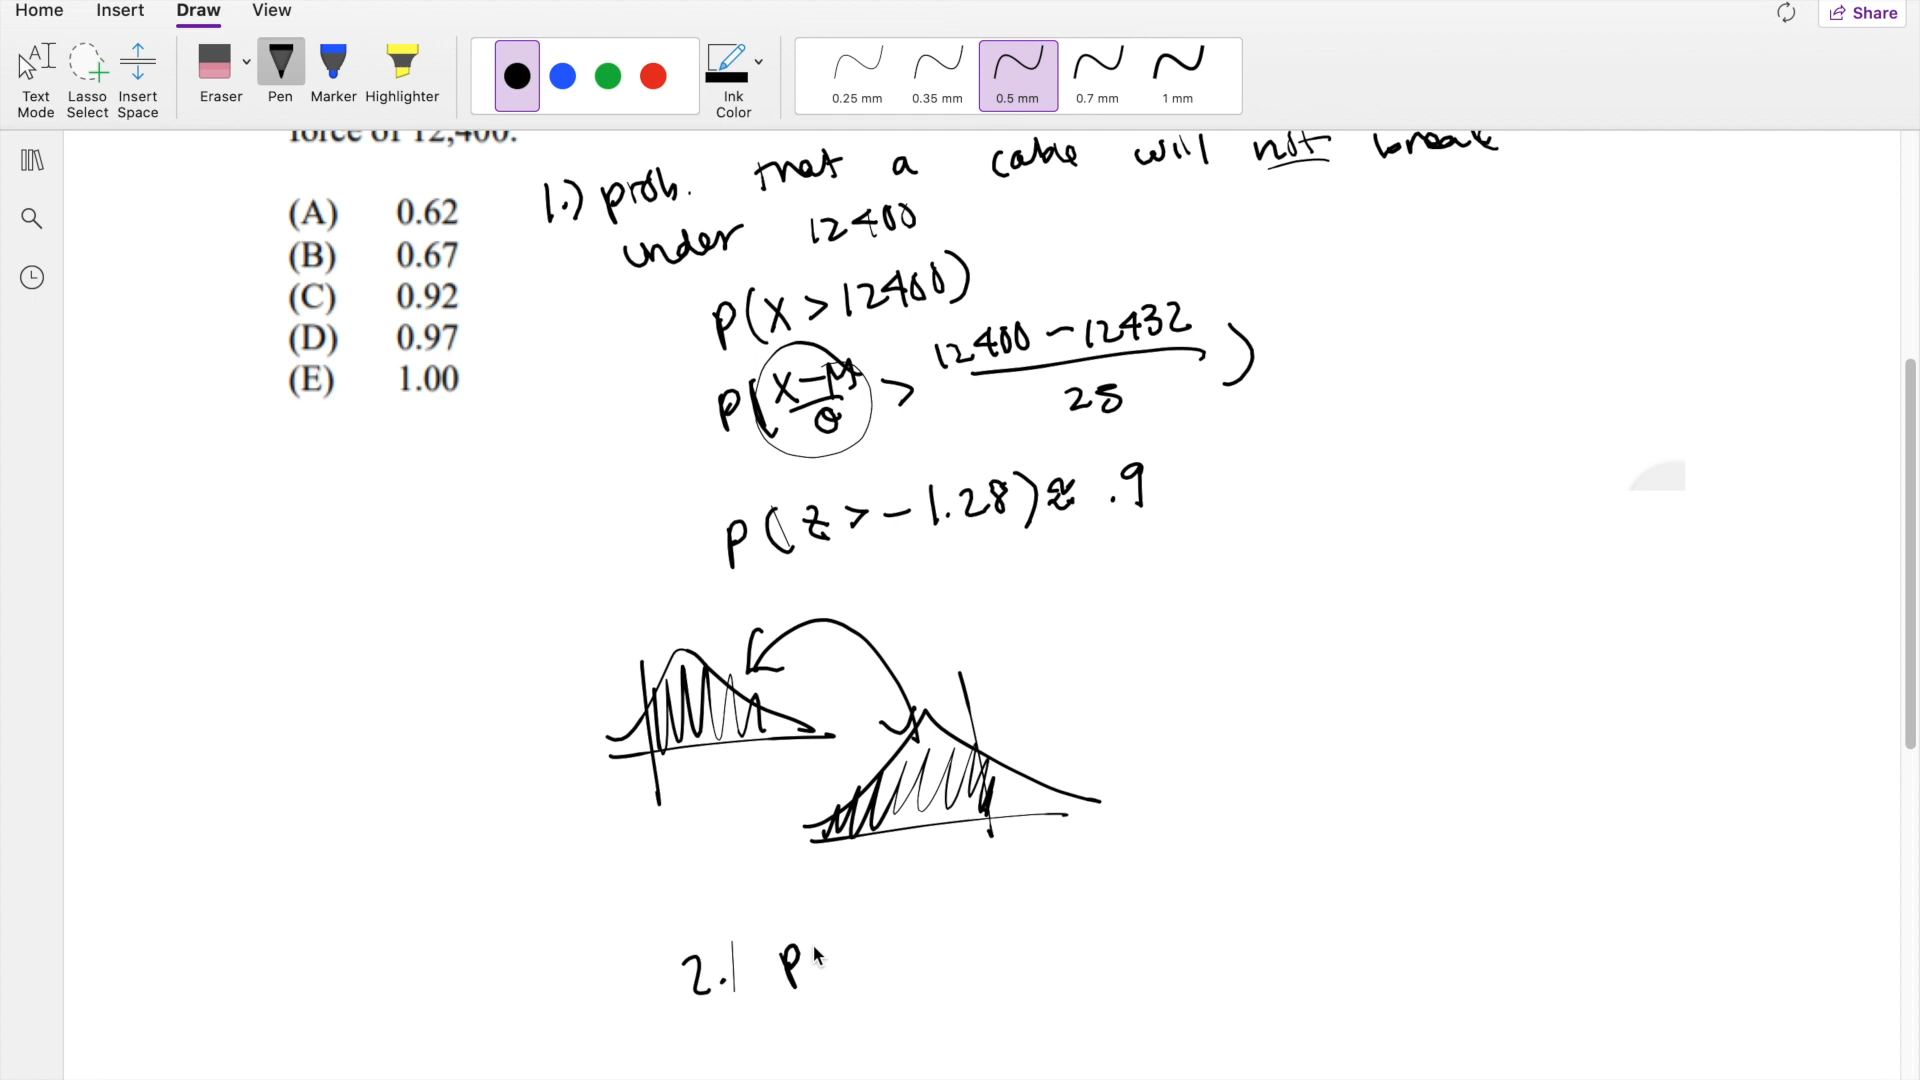 Home Insert Draw View
Share
Text Mode
Lasso Select
Insert Space
Eraser
Pen
Marker
Highlighter
Ink Color
0.25 mm
0.35 mm
0.5 mm
0.7 mm
1 mm
force of 12,400.
(A) 0.62
(B) 0.67
(C) 0.92
(D) 0.97
(E) 1.00
1.) prob. that a cable will not break
under 12400
p(x > 12400)
p(x-μ/σ > 12400 - 12432/25)
p(z > -1.28) ≈ .9
2.) p